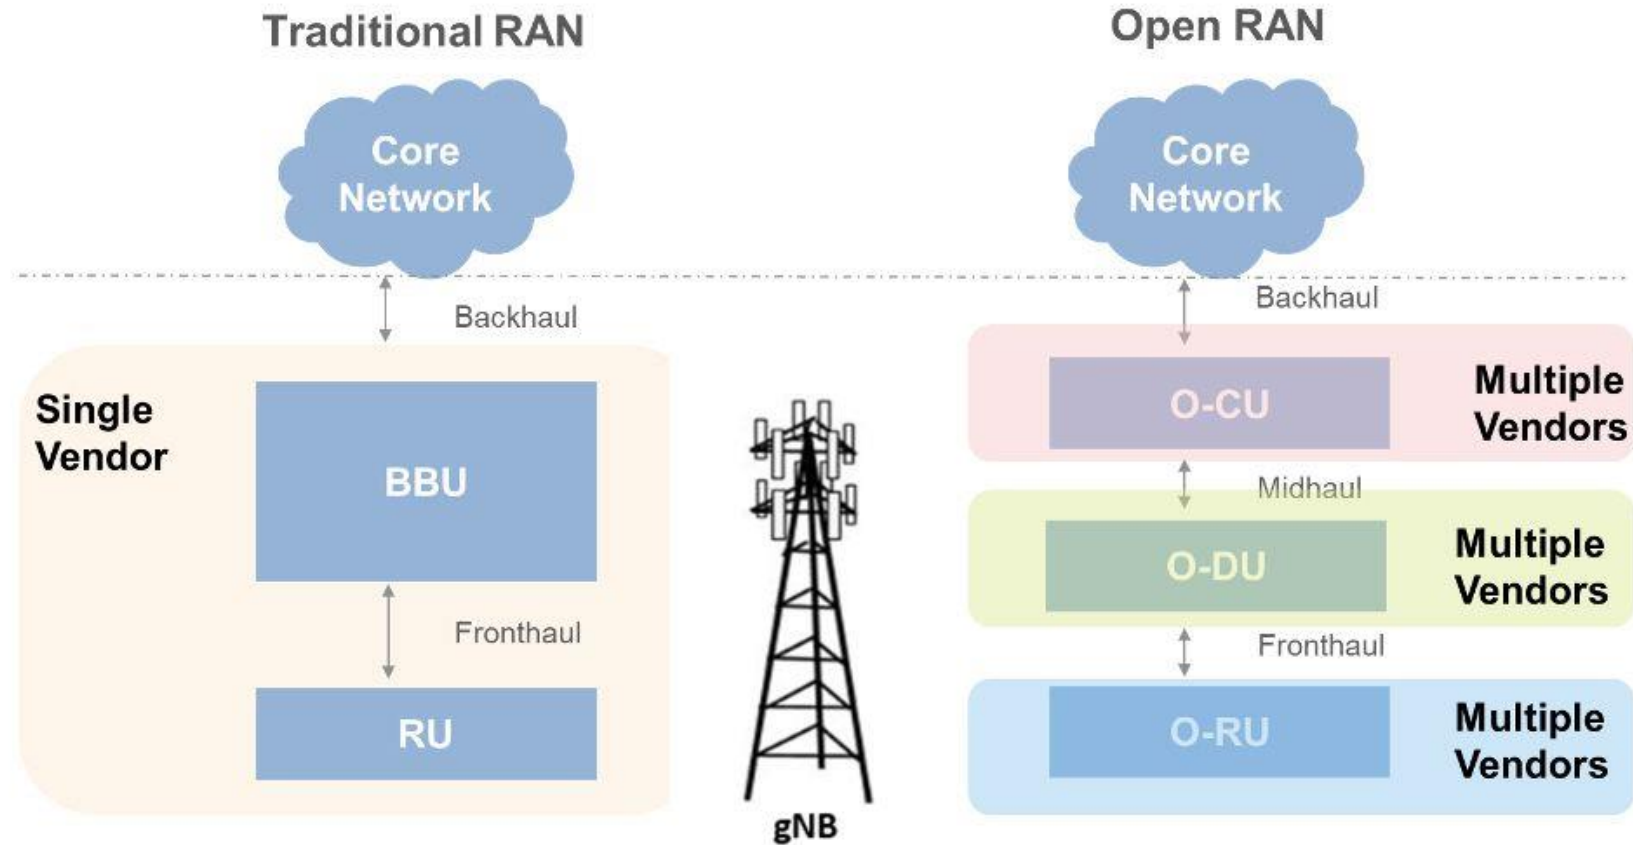 Traditional RAN
Core
Network
Backhaul
Single
Vendor
BBU
Fronthaul
RU
gNB
Open RAN
Core
Network
Backhaul
O-CU
Multiple
Vendors
Midhaul
O-DU
Multiple
Vendors
Fronthaul
O-RU
Multiple
Vendors